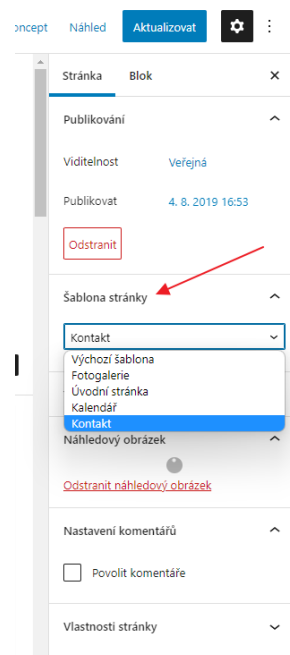 oncept Náhled Aktualizovat
Stránka Blok
Publikování
Viditelnost Veřejná
Publikovat 4. 8. 2019 16:53
Odstranit
Šablona stránky
Kontakt
Výchozí šablona
Fotogalerie
Úvodní stránka
Kalendář
Kontakt
Náhledový obrázek
Odstranit náhledový obrázek
Nastavení komentářů
Povolit komentáře
Vlastnosti stránky